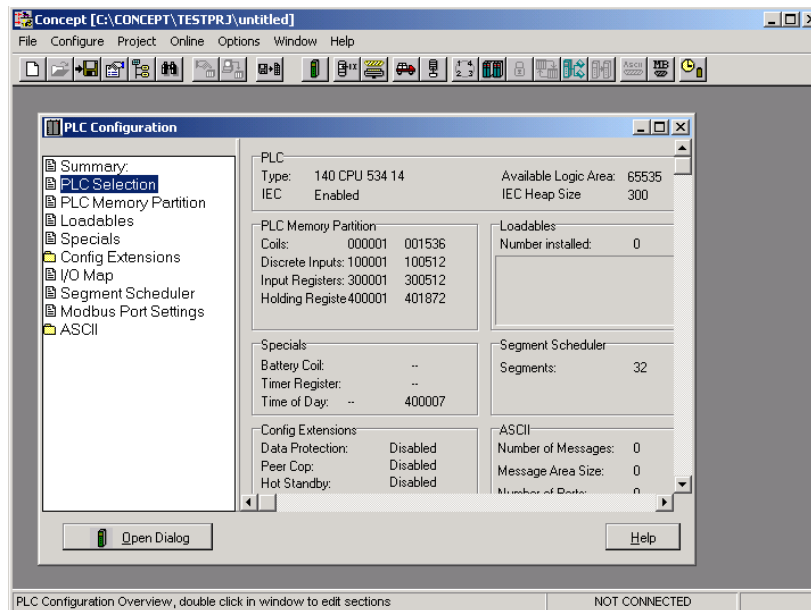 Concept [C:\CONCEPT\TESTPRJ\untitled]
File Configure Project Online Options Window Help
PLC Configuration
Summary:
PLC Selection
PLC Memory Partition
Loadables
Specials
Config Extensions
I/O Map
Segment Scheduler
Modbus Port Settings
ASCII
PLC
Type: 140 CPU 534 14 Available Logic Area: 65535
IEC Enabled IEC Heap Size 300
PLC Memory Partition
Coils: 000001 001536
Discrete Inputs: 100001 100512
Input Registers: 300001 300512
Holding Registe 400001 401872
Loadables
Number installed: 0
Specials
Battery Coil: --
Timer Register: --
Time of Day: -- 400007
Segment Scheduler
Segments: 32
Config Extensions
Data Protection: Disabled
Peer Cop: Disabled
Hot Standby: Disabled
ASCII
Number of Messages: 0
Message Area Size: 0
Number of Ports: 0
Open Dialog
Help
PLC Configuration Overview, double click in window to edit sections NOT CONNECTED